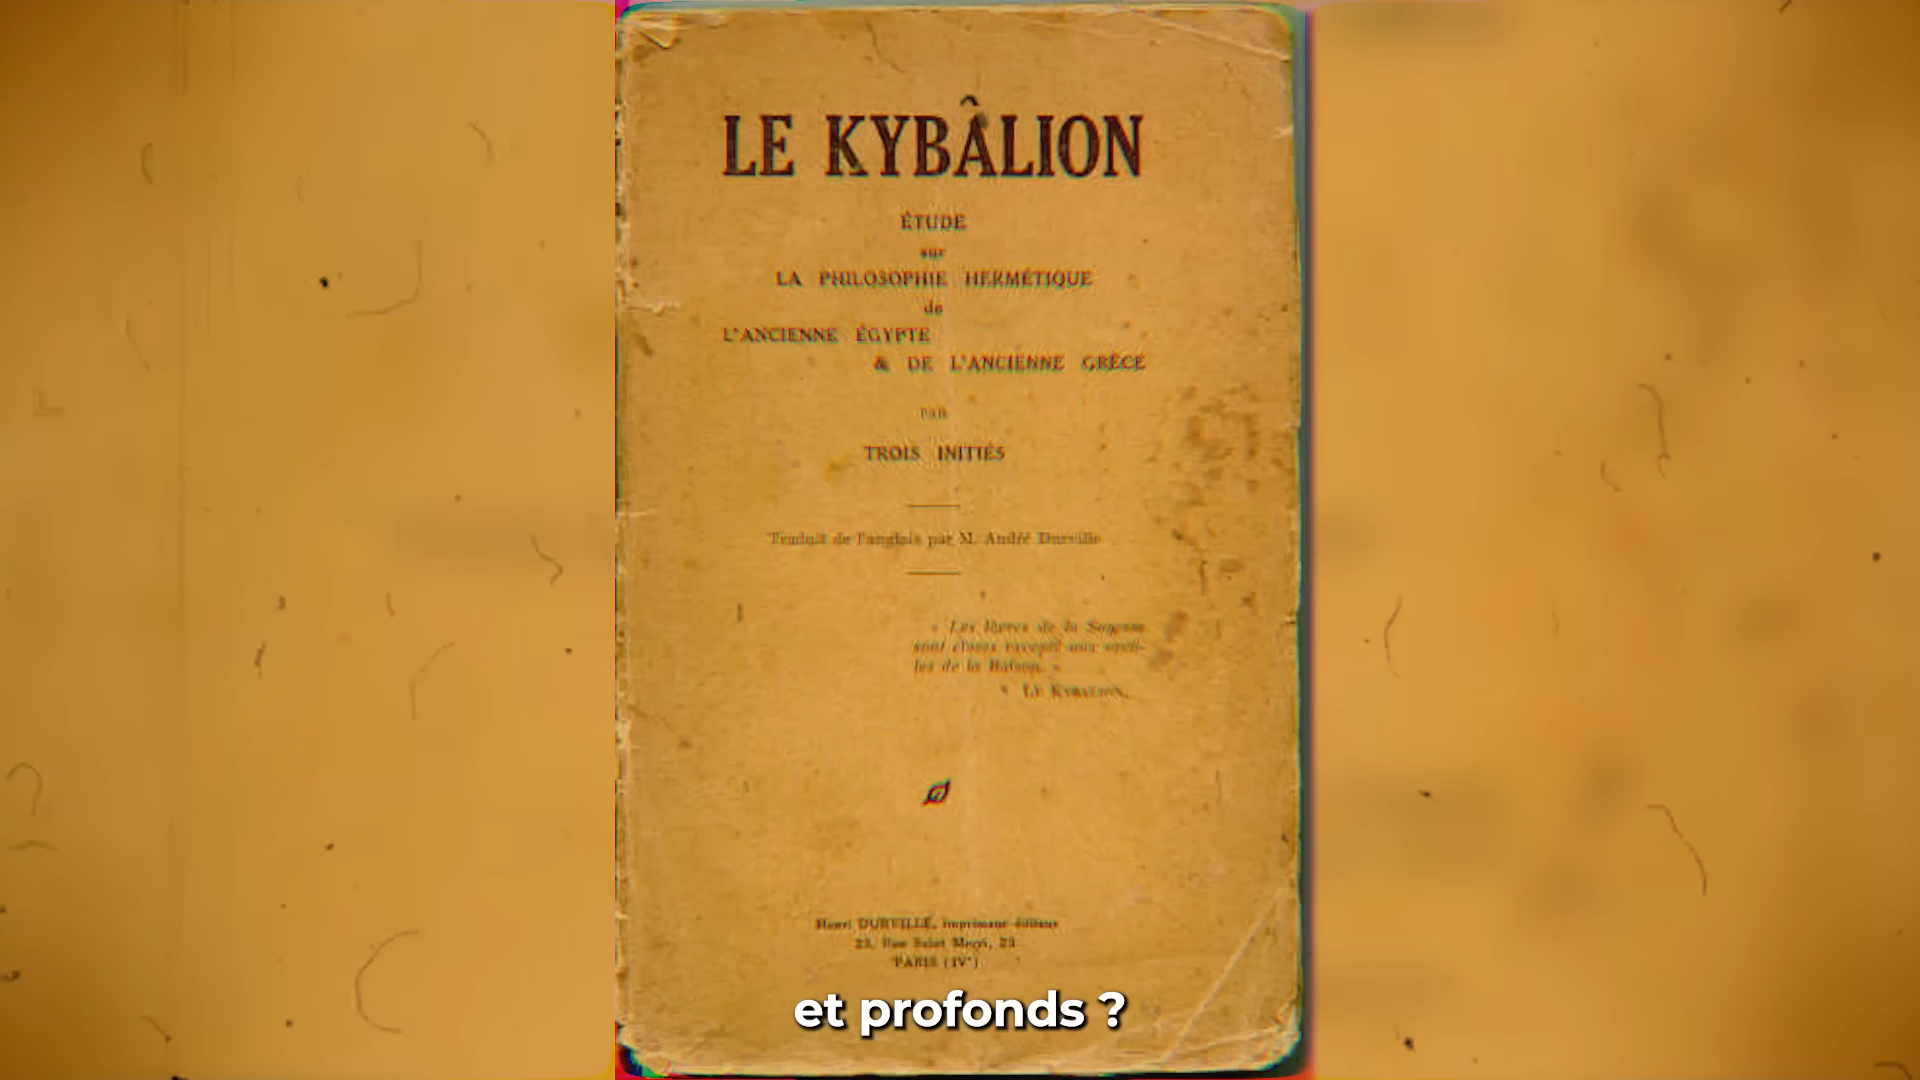 LE KYBALION
ÉTUDE
sur
LA PHILOSOPHIE HERMÉTIQUE
de
L'ANCIENNE ÉGYPTE
& DE L'ANCIENNE GRÈCE
PAR
TROIS INITIÉS
Traduit de l'anglais par M. André Durville
« Les lèvres de la Sagesse
sont closes excepté aux oreil-
les de la Raison. »
LE KYBALION.
Henri DURVILLE, imprimeur-éditeur
23, Rue Saint Merri, 23
PARIS (IVe)
et profonds ?